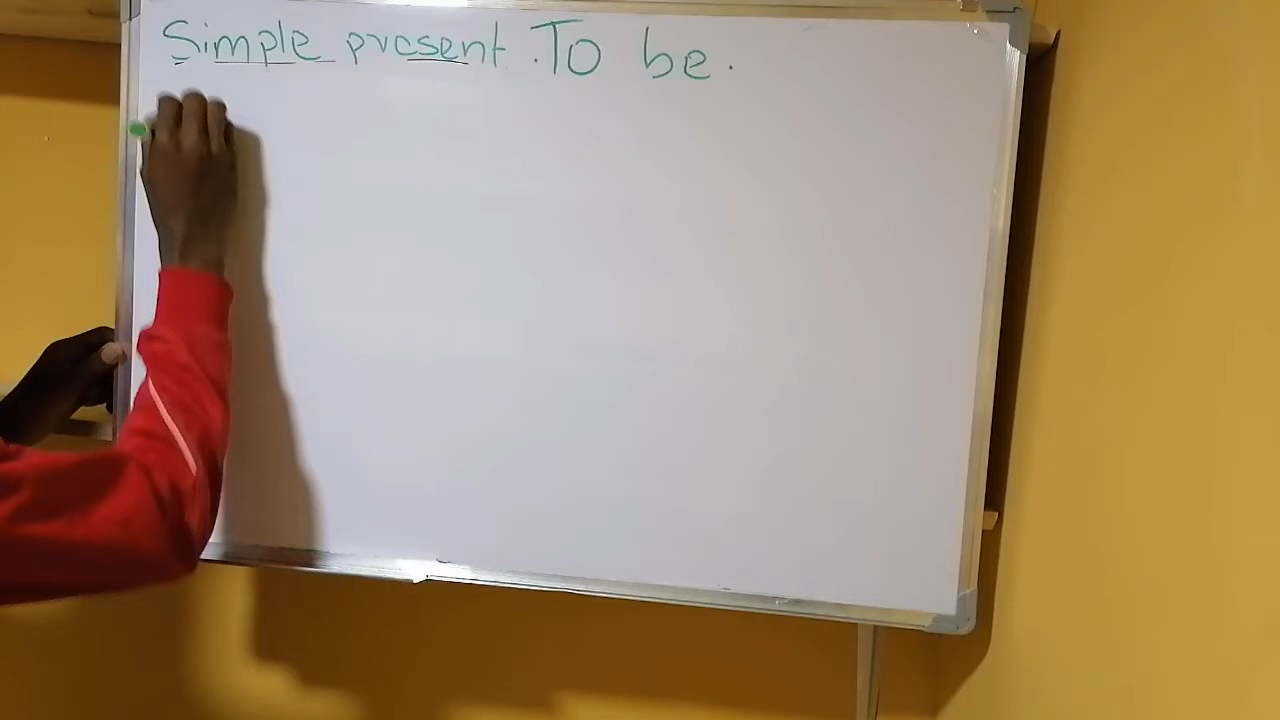 Simple present . To be .